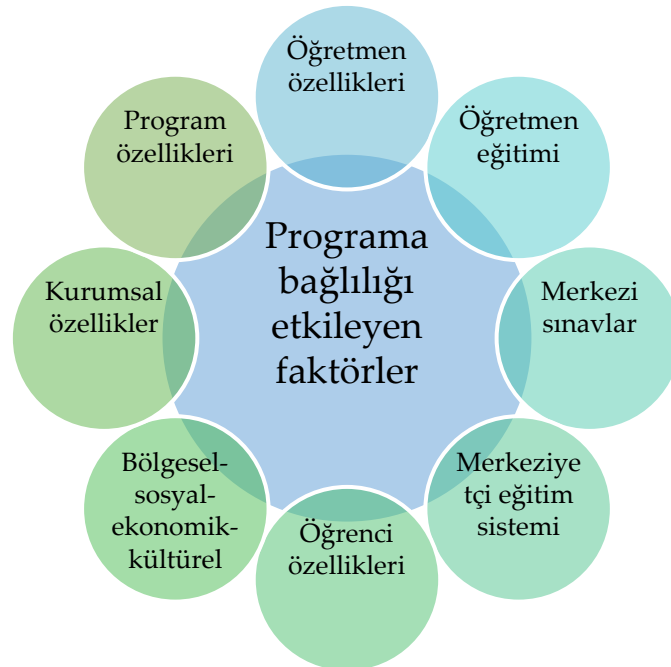 Öğretmen
özellikleri
Öğretmen
eğitimi
Merkezi
sınavlar
Merkeziye
tçi eğitim
sistemi
Öğrenci
özellikleri
Bölgesel-
sosyal-
ekonomik-
kültürel
Kurumsal
özellikler
Program
özellikleri
Programa
bağlılığı
etkileyen
faktörler